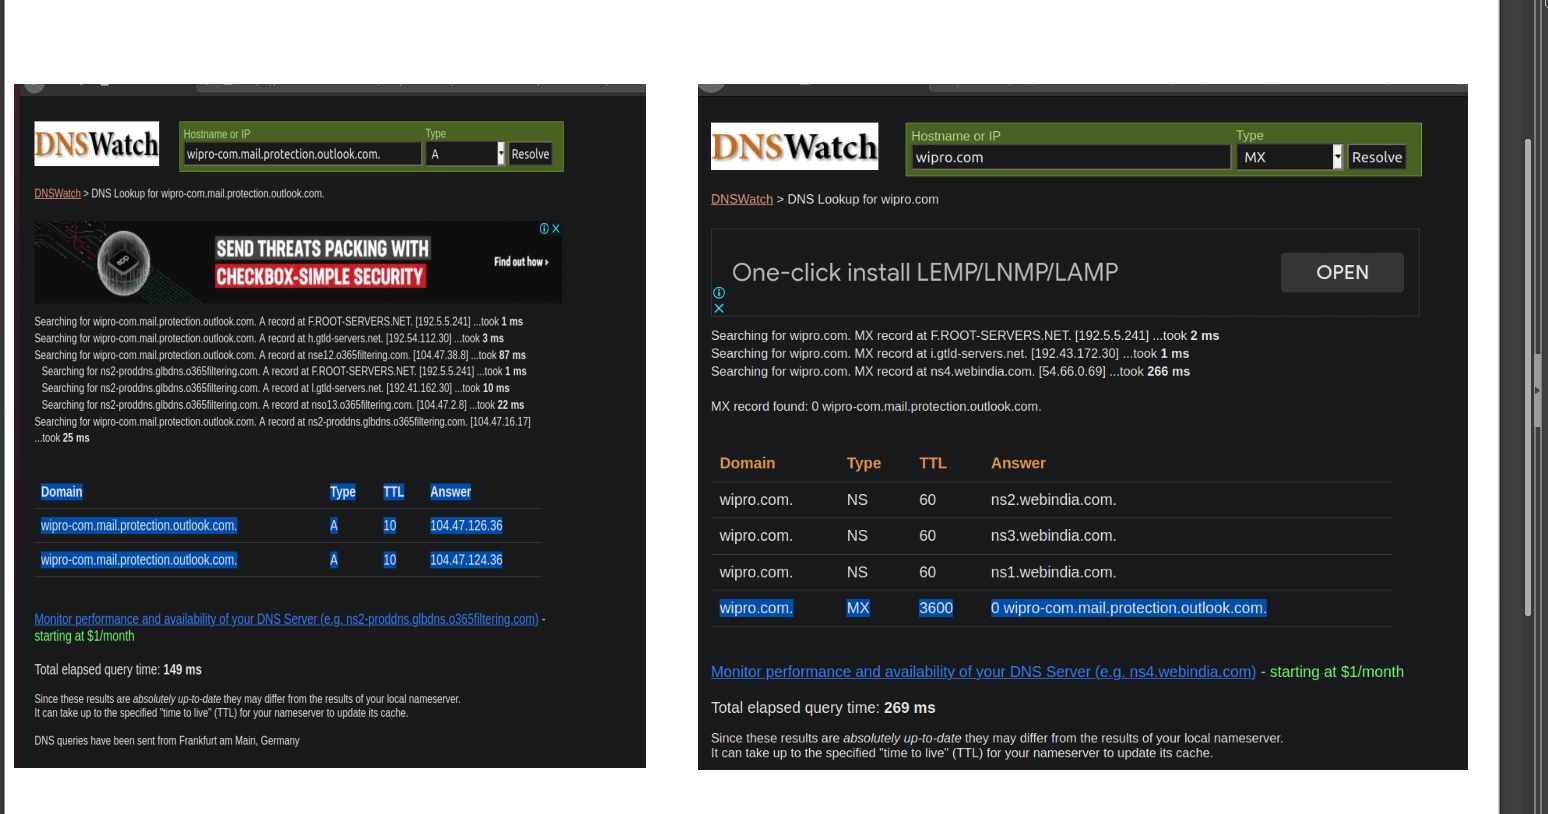 DNSWatch
Hostname or IP
Type
wipro-com.mail.protection.outlook.com.
A
Resolve
DNSWatch > DNS Lookup for wipro-com.mail.protection.outlook.com.
SEND THREATS PACKING WITH
CHECKBOX-SIMPLE SECURITY
Find out how ›
Searching for wipro-com.mail.protection.outlook.com. A record at F.ROOT-SERVERS.NET. [192.5.5.241] ...took 1 ms
Searching for wipro-com.mail.protection.outlook.com. A record at h.gtld-servers.net. [192.54.112.30] ...took 3 ms
Searching for wipro-com.mail.protection.outlook.com. A record at nse12.o365filtering.com. [104.47.38.8] ...took 87 ms
Searching for ns2-proddns.glbdns.o365filtering.com. A record at F.ROOT-SERVERS.NET. [192.5.5.241] ...took 1 ms
Searching for ns2-proddns.glbdns.o365filtering.com. A record at l.gtld-servers.net. [192.41.162.30] ...took 10 ms
Searching for ns2-proddns.glbdns.o365filtering.com. A record at nso13.o365filtering.com. [104.47.2.8] ...took 22 ms
Searching for wipro-com.mail.protection.outlook.com. A record at ns2-proddns.glbdns.o365filtering.com. [104.47.16.17]
...took 25 ms
Domain Type TTL Answer
wipro-com.mail.protection.outlook.com. A 10 104.47.126.36
wipro-com.mail.protection.outlook.com. A 10 104.47.124.36
Monitor performance and availability of your DNS Server (e.g. ns2-proddns.glbdns.o365filtering.com) -
starting at $1/month
Total elapsed query time: 149 ms
Since these results are absolutely up-to-date they may differ from the results of your local nameserver.
It can take up to the specified "time to live" (TTL) for your nameserver to update its cache.
DNS queries have been sent from Frankfurt am Main, Germany
DNSWatch
Hostname or IP
Type
wipro.com
MX
Resolve
DNSWatch > DNS Lookup for wipro.com
One-click install LEMP/LNMP/LAMP
OPEN
Searching for wipro.com. MX record at F.ROOT-SERVERS.NET. [192.5.5.241] ...took 2 ms
Searching for wipro.com. MX record at i.gtld-servers.net. [192.43.172.30] ...took 1 ms
Searching for wipro.com. MX record at ns4.webindia.com. [54.66.0.69] ...took 266 ms
MX record found: 0 wipro-com.mail.protection.outlook.com.
Domain Type TTL Answer
wipro.com. NS 60 ns2.webindia.com.
wipro.com. NS 60 ns3.webindia.com.
wipro.com. NS 60 ns1.webindia.com.
wipro.com. MX 3600 0 wipro-com.mail.protection.outlook.com.
Monitor performance and availability of your DNS Server (e.g. ns4.webindia.com) - starting at $1/month
Total elapsed query time: 269 ms
Since these results are absolutely up-to-date they may differ from the results of your local nameserver.
It can take up to the specified "time to live" (TTL) for your nameserver to update its cache.